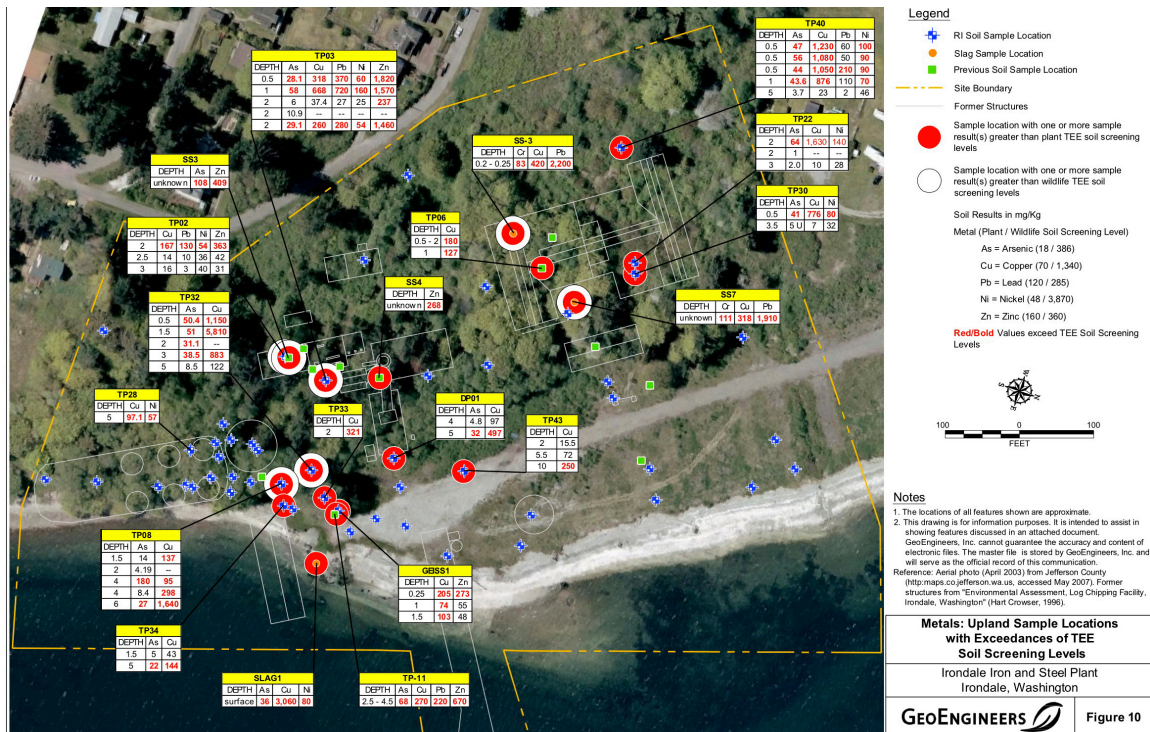 TP03
DEPTH As Cu Pb Ni Zn
0.5 28.1 318 370 60 1,820
1 58 668 720 160 1,570
2 6 37.4 27 25 237
2 10.9 -- -- -- --
2 29.1 260 280 54 1,460
TP40
DEPTH As Cu Pb Ni
0.5 47 1,230 60 100
0.5 56 1,080 50 90
0.5 44 1,050 210 90
1 43.6 876 110 70
5 3.7 23 2 46
SS-3
DEPTH Cr Cu Pb
0.2 - 0.25 83 420 2,200
TP22
DEPTH As Cu Ni
2 64 1,630 140
2 1 -- --
3 2.0 10 28
SS3
DEPTH As Zn
unknown 108 409
TP30
DEPTH As Cu Ni
0.5 41 776 80
3.5 5 U 7 32
TP02
DEPTH Cu Pb Ni Zn
2 167 130 54 363
2.5 14 10 36 42
3 16 3 40 31
TP06
DEPTH Cu
0.5 - 2 180
1 127
SS4
DEPTH Zn
unknown 268
SS7
DEPTH Cr Cu Pb
unknown 111 318 1,910
TP32
DEPTH As Cu
0.5 50.4 1,150
1.5 51 5,810
2 31.1 --
3 38.5 883
5 8.5 122
TP28
DEPTH Cu Ni
5 97.1 57
TP33
DEPTH Cu
2 321
DP01
DEPTH As Cu
4 4.8 97
5 32 497
TP43
DEPTH Cu
2 15.5
5.5 72
10 250
TP08
DEPTH As Cu
1.5 14 137
2 4.19 --
4 180 95
4 8.4 298
6 27 1,640
GEISS1
DEPTH Cu Zn
0.25 205 273
1 74 55
1.5 103 48
TP34
DEPTH As Cu
1.5 5 43
5 22 144
SLAG1
DEPTH As Cu Ni
surface 36 3,060 80
TP-11
DEPTH As Cu Pb Zn
2.5 - 4.5 68 270 220 670
Legend
RI Soil Sample Location
Slag Sample Location
Previous Soil Sample Location
Site Boundary
Former Structures
Sample location with one or more sample
result(s) greater than plant TEE soil screening
levels
Sample location with one or more sample
result(s) greater than wildlife TEE soil
screening levels
Soil Results in mg/Kg
Metal (Plant / Wildlife Soil Screening Level)
As = Arsenic (18 / 386)
Cu = Copper (70 / 1,340)
Pb = Lead (120 / 285)
Ni = Nickel (48 / 3,870)
Zn = Zinc (160 / 360)
Red/Bold Values exceed TEE Soil Screening
Levels
S W E N
100 0 100
FEET
Notes
1. The locations of all features shown are approximate.
2. This drawing is for information purposes. It is intended to assist in
showing features discussed in an attached document.
GeoEngineers, Inc. cannot guarantee the accuracy and content of
electronic files. The master file is stored by GeoEngineers, Inc. and
will serve as the official record of this communication.
Reference: Aerial photo (April 2003) from Jefferson County
(http:maps.co.jefferson.wa.us, accessed May 2007). Former
structures from "Environmental Assessment, Log Chipping Facility,
Irondale, Washington" (Hart Crowser, 1996).
Metals: Upland Sample Locations
with Exceedances of TEE
Soil Screening Levels
Irondale Iron and Steel Plant
Irondale, Washington
GEOENGINEERS
Figure 10